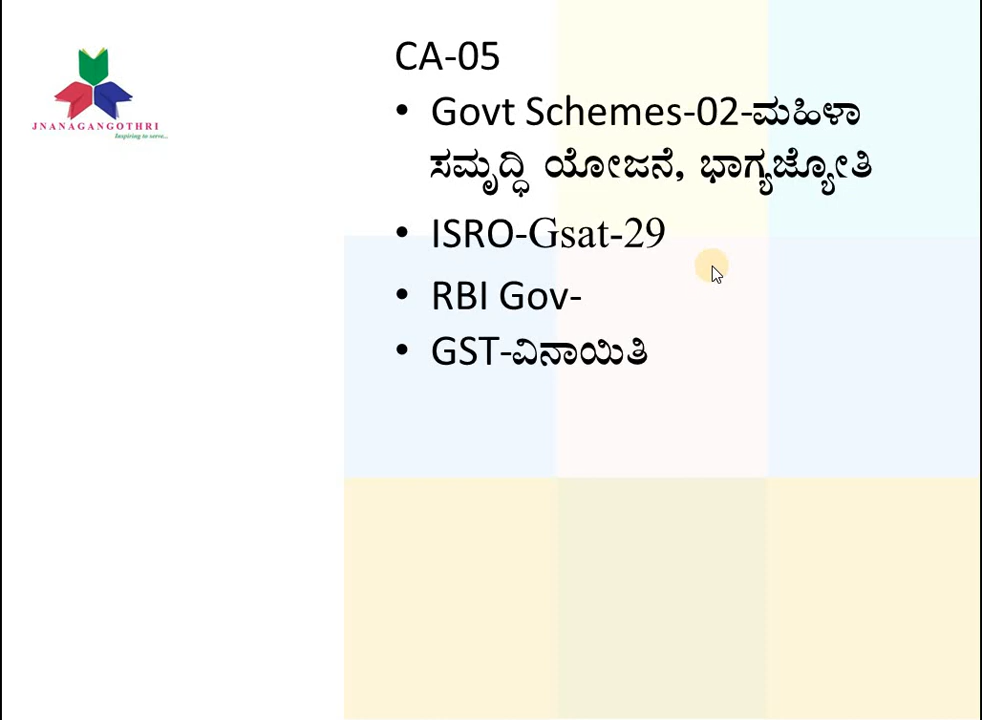 JNANAGANGOTHRI
Inspiring to serve...
CA-05
• Govt Schemes-02-ಮಹಿಳಾ
ಸಮೃದ್ಧಿ ಯೋಜನೆ, ಭಾಗ್ಯಜ್ಯೋತಿ
• ISRO-Gsat-29
• RBI Gov-
• GST-ವಿನಾಯಿತಿ